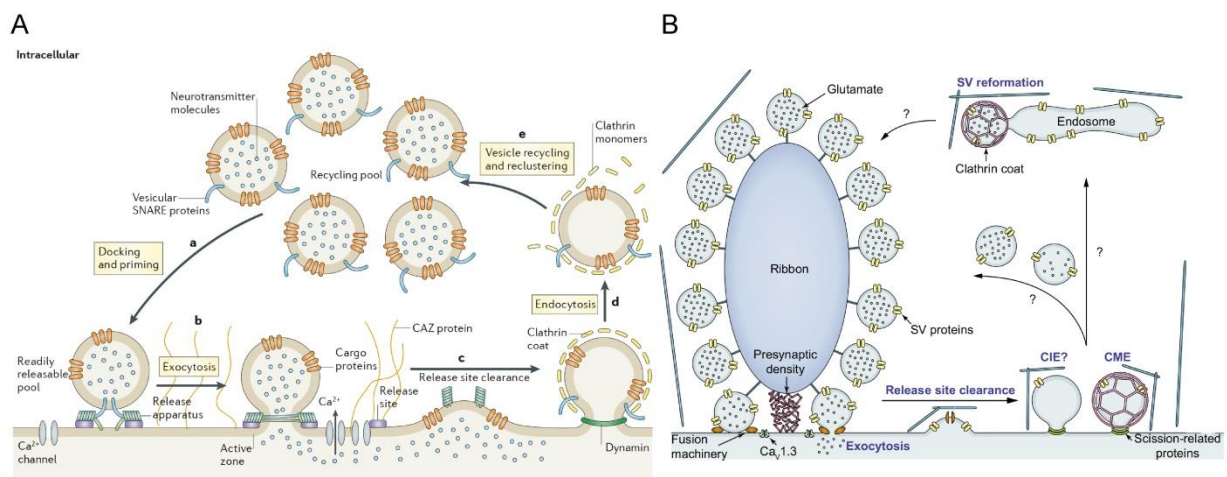 A
Intracellular
Neurotransmitter
molecules
Vesicular
SNARE proteins
Recycling pool
e
Vesicle recycling
and reclustering
Clathrin
monomers
a
Docking
and priming
b
Exocytosis
Readily
releasable
pool
Release
apparatus
Cargo
proteins
CAZ protein
Ca2+
Release
site
c
Release site clearance
Endocytosis
d
Clathrin
coat
Ca2+
channel
Active
zone
Dynamin
B
Glutamate
SV reformation
?
Endosome
Clathrin coat
Ribbon
?
?
SV proteins
Presynaptic
density
CIE?
CME
Release site clearance
Fusion
machinery
CaV1.3
Exocytosis
Scission-related
proteins